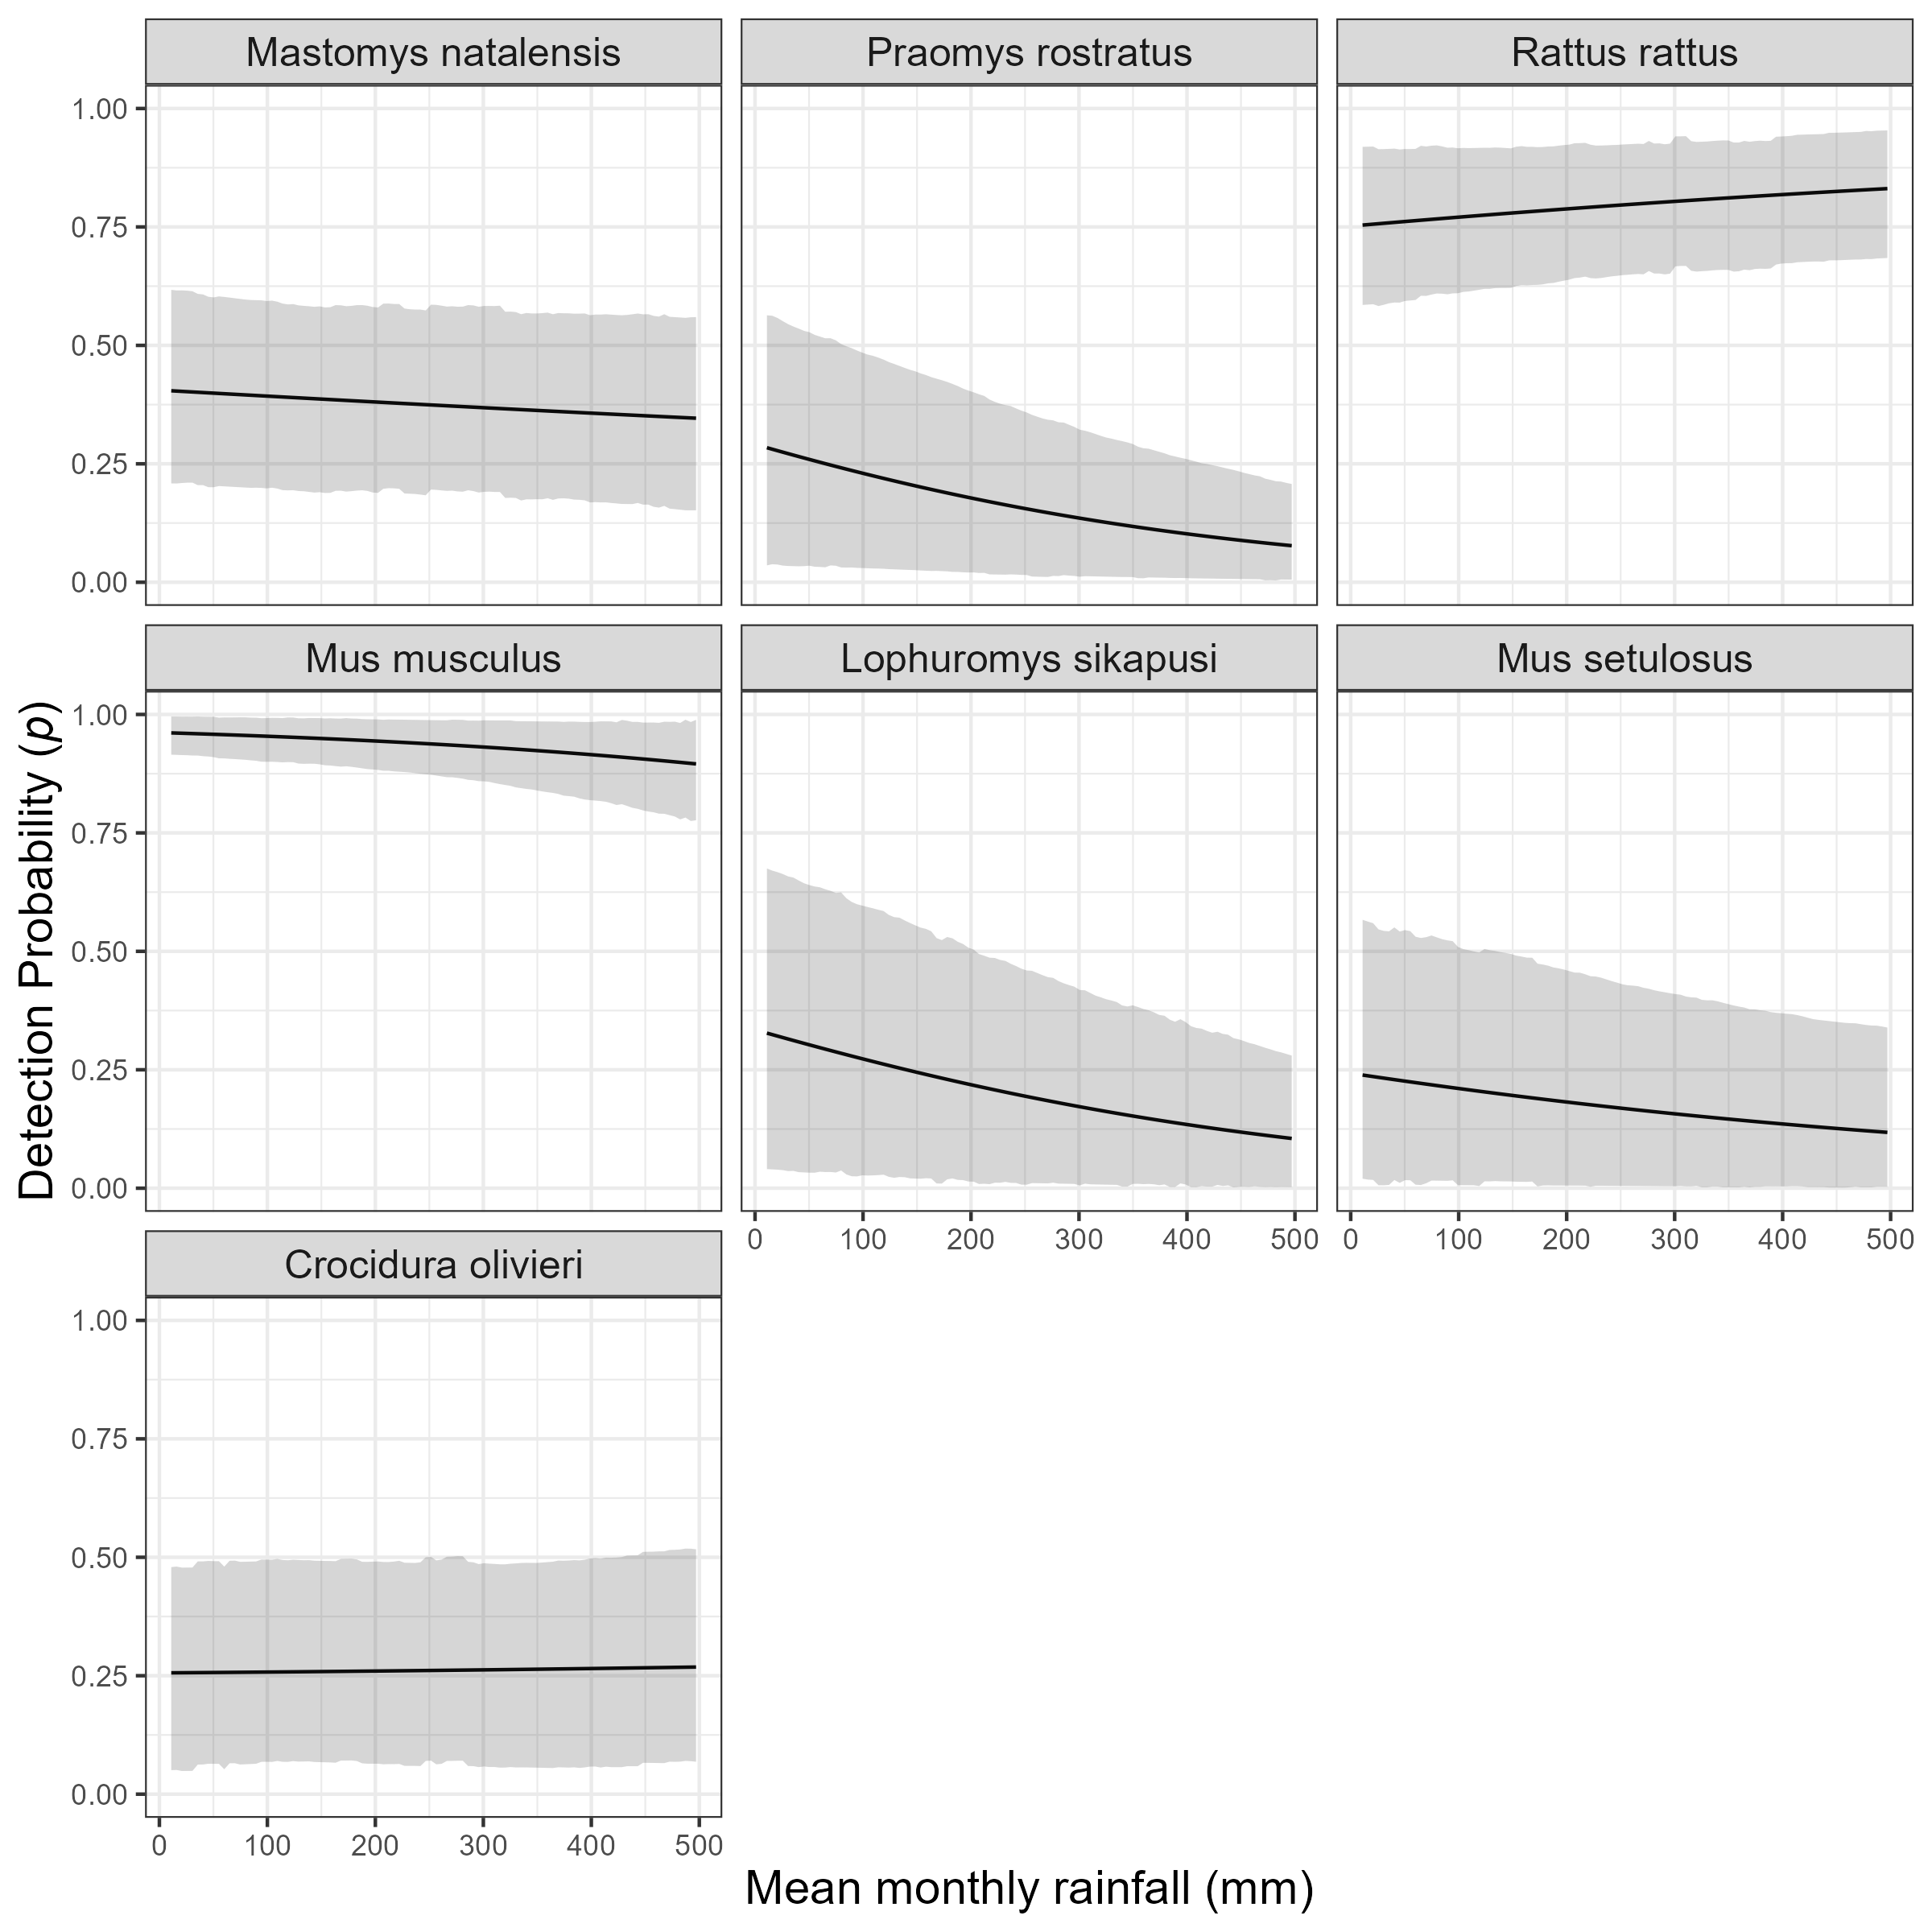 Mastomys natalensis
Praomys rostratus
Rattus rattus
1.00
0.75
0.50
0.25
0.00
Mus musculus
Lophuromys sikapusi
Mus setulosus
1.00
0.75
0.50
0.25
0.00
0 100 200 300 400 500
0 100 200 300 400 500
Crocidura olivieri
1.00
0.75
0.50
0.25
0.00
0 100 200 300 400 500
Detection Probability (p)
Mean monthly rainfall (mm)